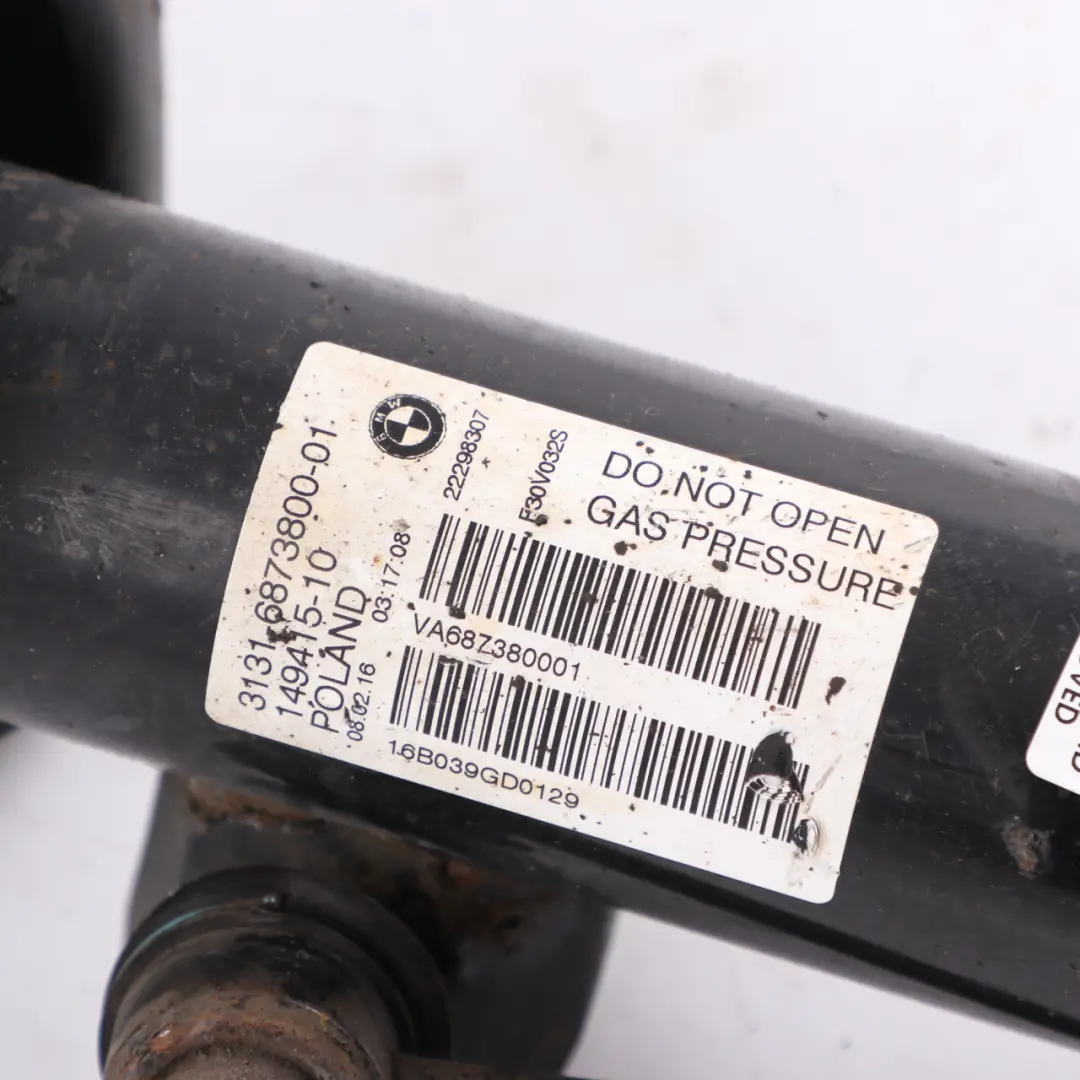 3131 6873800-01
149415-10
POLAND
08.02.16 03:17:08
BMW
22298307
F30V032S
DO NOT OPEN
GAS PRESSURE
VA68Z380001
16B039GD0129